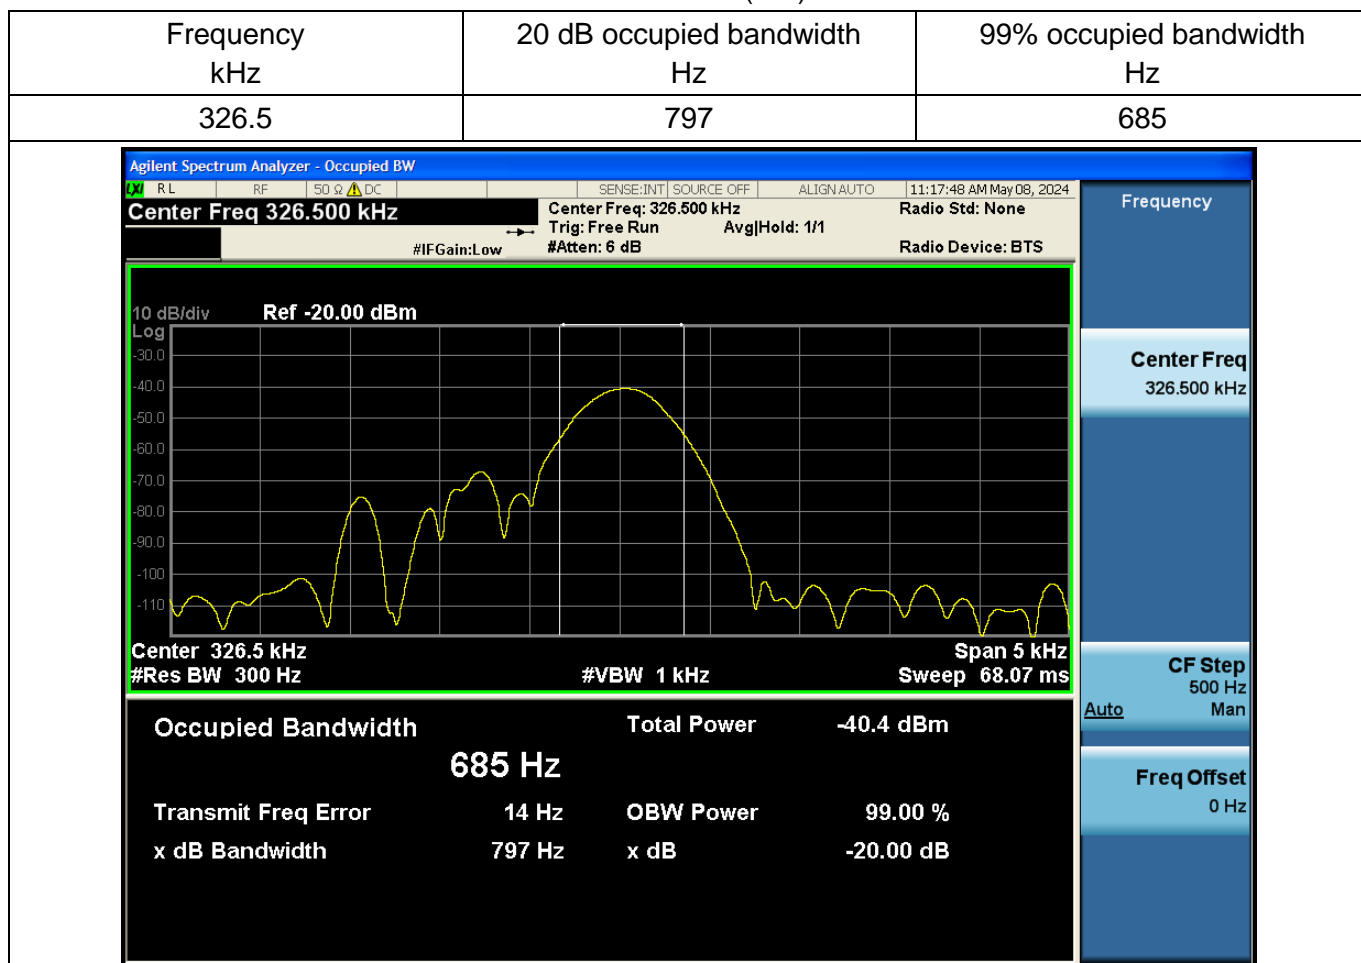 Frequency
kHz
20 dB occupied bandwidth
Hz
99% occupied bandwidth
Hz
326.5
797
685
Agilent Spectrum Analyzer - Occupied BW
LXI RL RF 50 Ω DC SENSE:INT SOURCE OFF ALIGN AUTO 11:17:48 AM May 08, 2024
Center Freq 326.500 kHz
Center Freq: 326.500 kHz
Radio Std: None
Trig: Free Run Avg|Hold: 1/1
#IFGain:Low
#Atten: 6 dB
Radio Device: BTS
10 dB/div Ref -20.00 dBm
Log
-30.0
-40.0
-50.0
-60.0
-70.0
-80.0
-90.0
-100
-110
Center 326.5 kHz Span 5 kHz
#Res BW 300 Hz #VBW 1 kHz Sweep 68.07 ms
Occupied Bandwidth Total Power -40.4 dBm
685 Hz
Transmit Freq Error 14 Hz OBW Power 99.00 %
x dB Bandwidth 797 Hz x dB -20.00 dB
Frequency
Center Freq
326.500 kHz
CF Step
500 Hz
Auto Man
Freq Offset
0 Hz